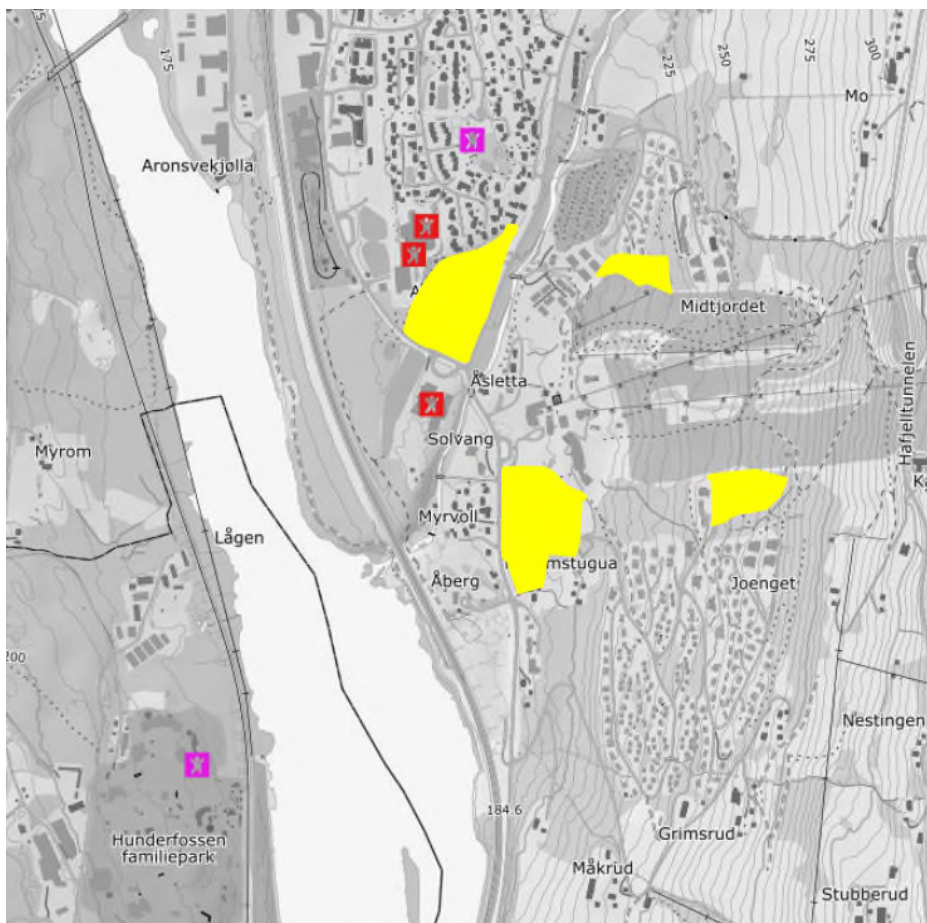 175
225
250
275
300
Mo
Aronsvekjølla
Midtjordet
Hafjelltunnelen
Åsletta
Solvang
Myrom
Myrvoll
Lågen
Åberg
Joenget
200
Nestingen
184.6
Grimsrud
Hunderfossen
familiepark
Måkrud
Stubberud